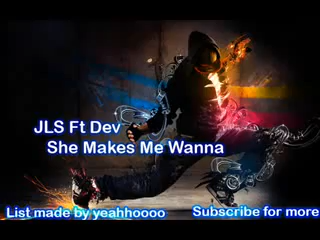 JLS Ft Dev
She Makes Me Wanna
List made by yeahhoooo
Subscribe for more